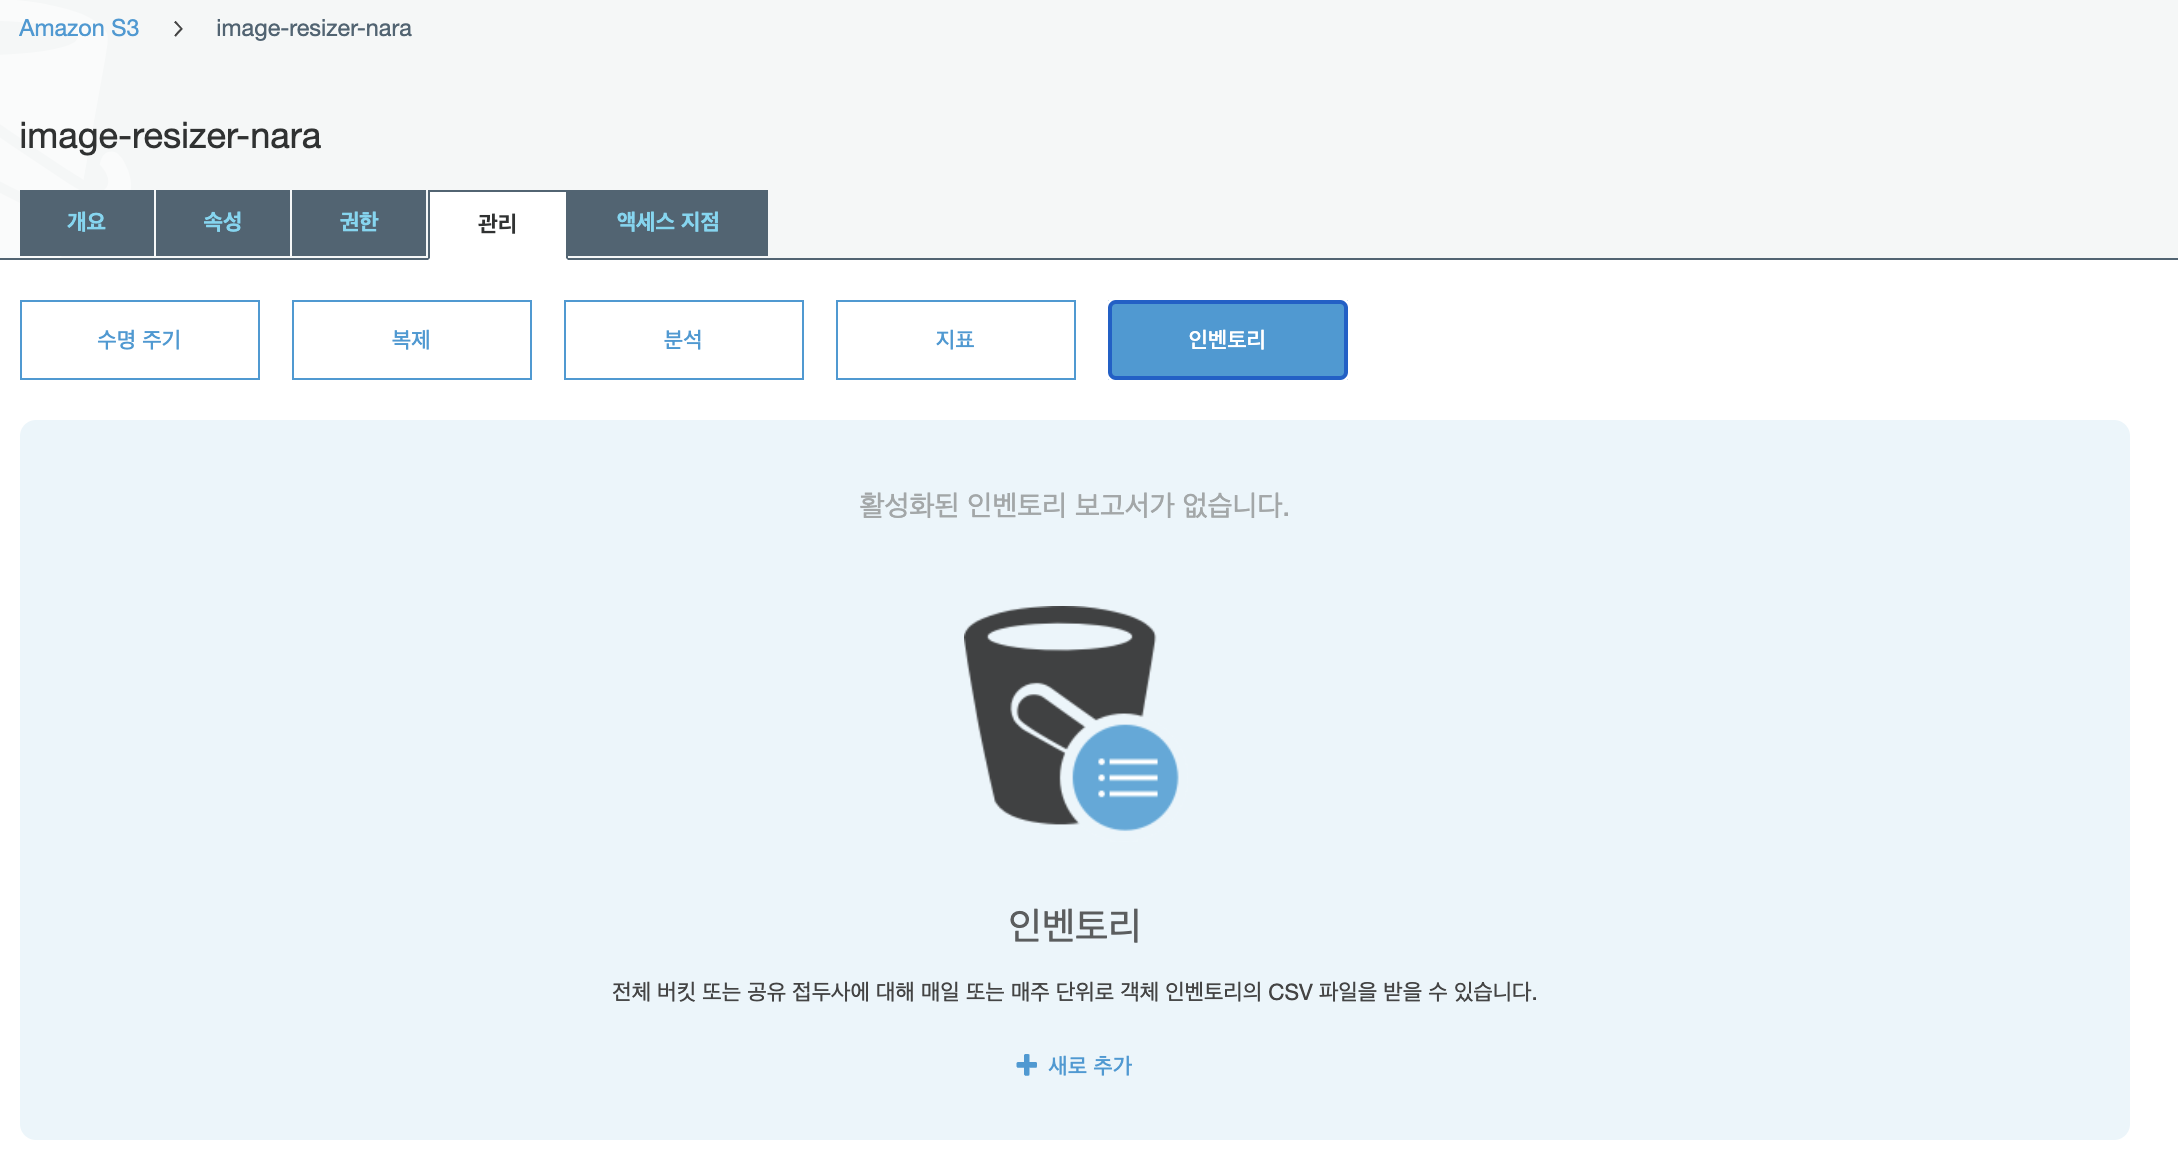 Amazon S3 > image-resizer-nara
image-resizer-nara
개요 속성 권한 관리 액세스 지점
수명 주기 복제 분석 지표 인벤토리
활성화된 인벤토리 보고서가 없습니다.
인벤토리
전체 버킷 또는 공유 접두사에 대해 매일 또는 매주 단위로 객체 인벤토리의 CSV 파일을 받을 수 있습니다.
+ 새로 추가